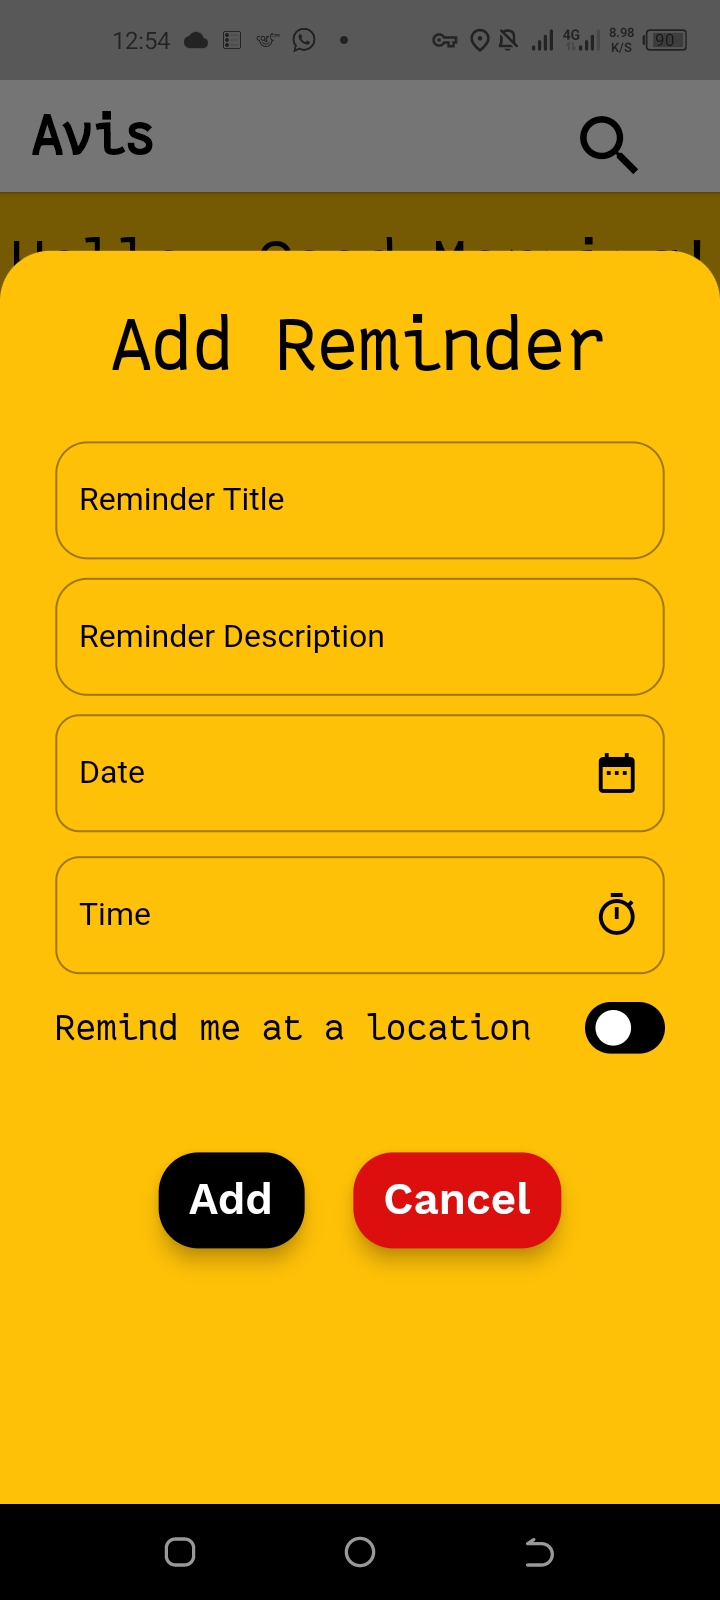 12:54 4G 8.98 K/S 90
Avis
Add Reminder
Reminder Title
Reminder Description
Date
Time
Remind me at a location
Add Cancel